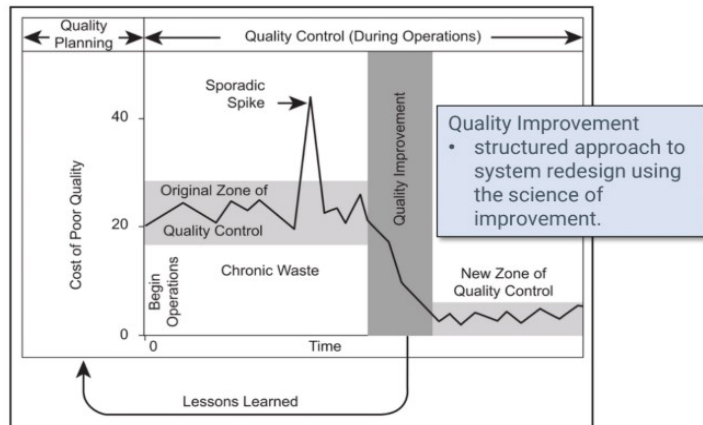 Quality
Planning
Quality Control (During Operations)
Sporadic
Spike
40
Quality Improvement
Quality Improvement
• structured approach to
system redesign using
the science of
improvement.
Cost of Poor Quality
Original Zone of
20
Quality Control
Begin
Operations
Chronic Waste
New Zone of
Quality Control
0
0
Time
Lessons Learned